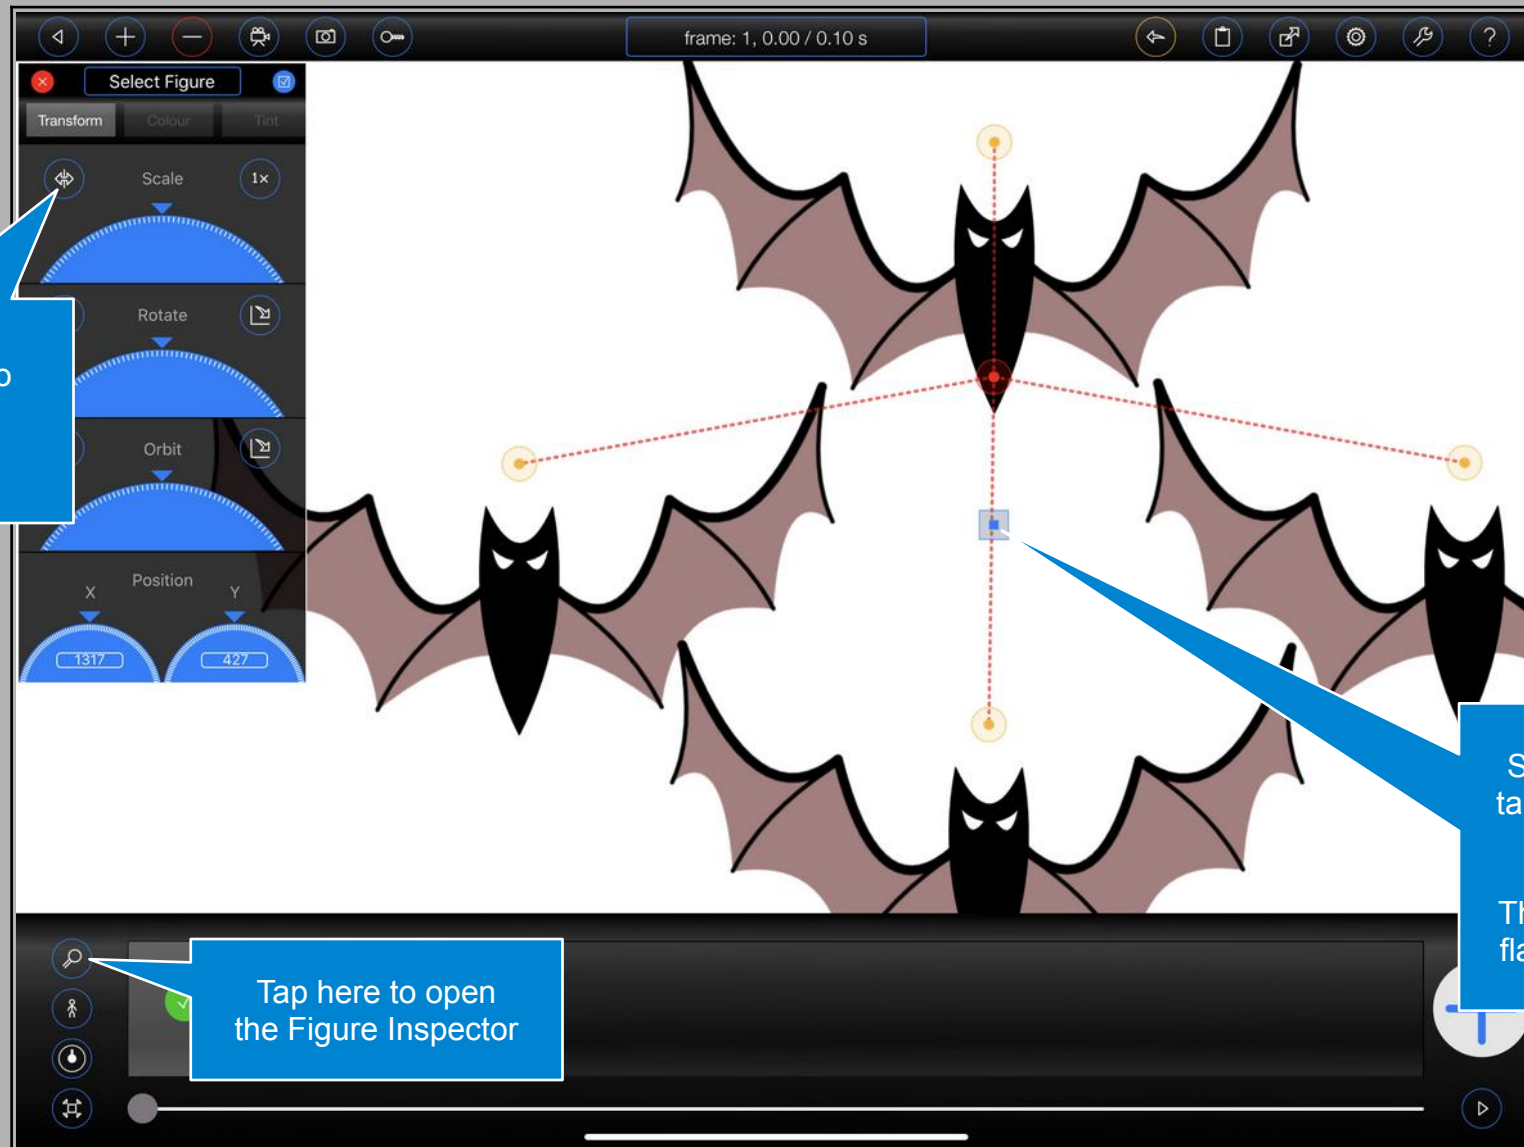 frame: 1, 0.00 / 0.10 s
?
Select Figure
Transform Colour Tint
Scale
1×
Rotate
Orbit
Position
X Y
1317 427
Tap here to open
the Figure Inspector